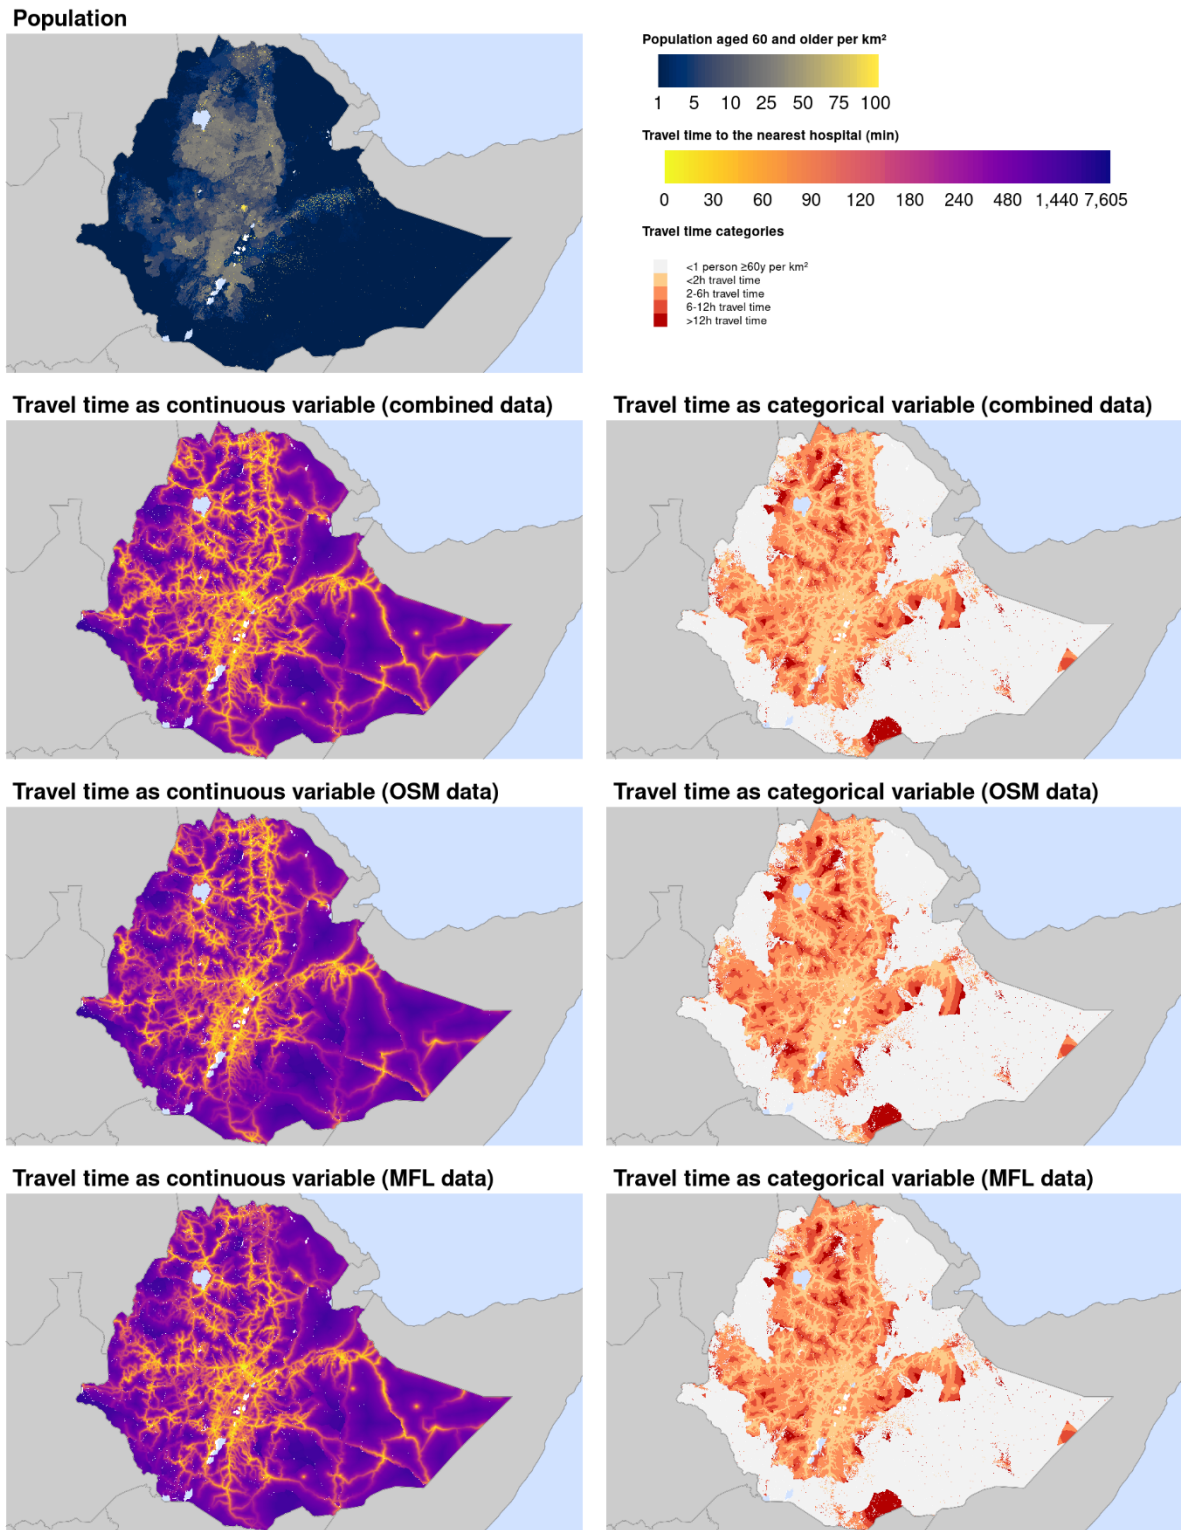 Population
Population aged 60 and older per km²
1 5 10 25 50 75 100
Travel time to the nearest hospital (min)
0 30 60 90 120 180 240 480 1,440 7,605
Travel time categories
<1 person ≥60y per km²
<2h travel time
2-6h travel time
6-12h travel time
>12h travel time
Travel time as continuous variable (combined data)
Travel time as categorical variable (combined data)
Travel time as continuous variable (OSM data)
Travel time as categorical variable (OSM data)
Travel time as continuous variable (MFL data)
Travel time as categorical variable (MFL data)